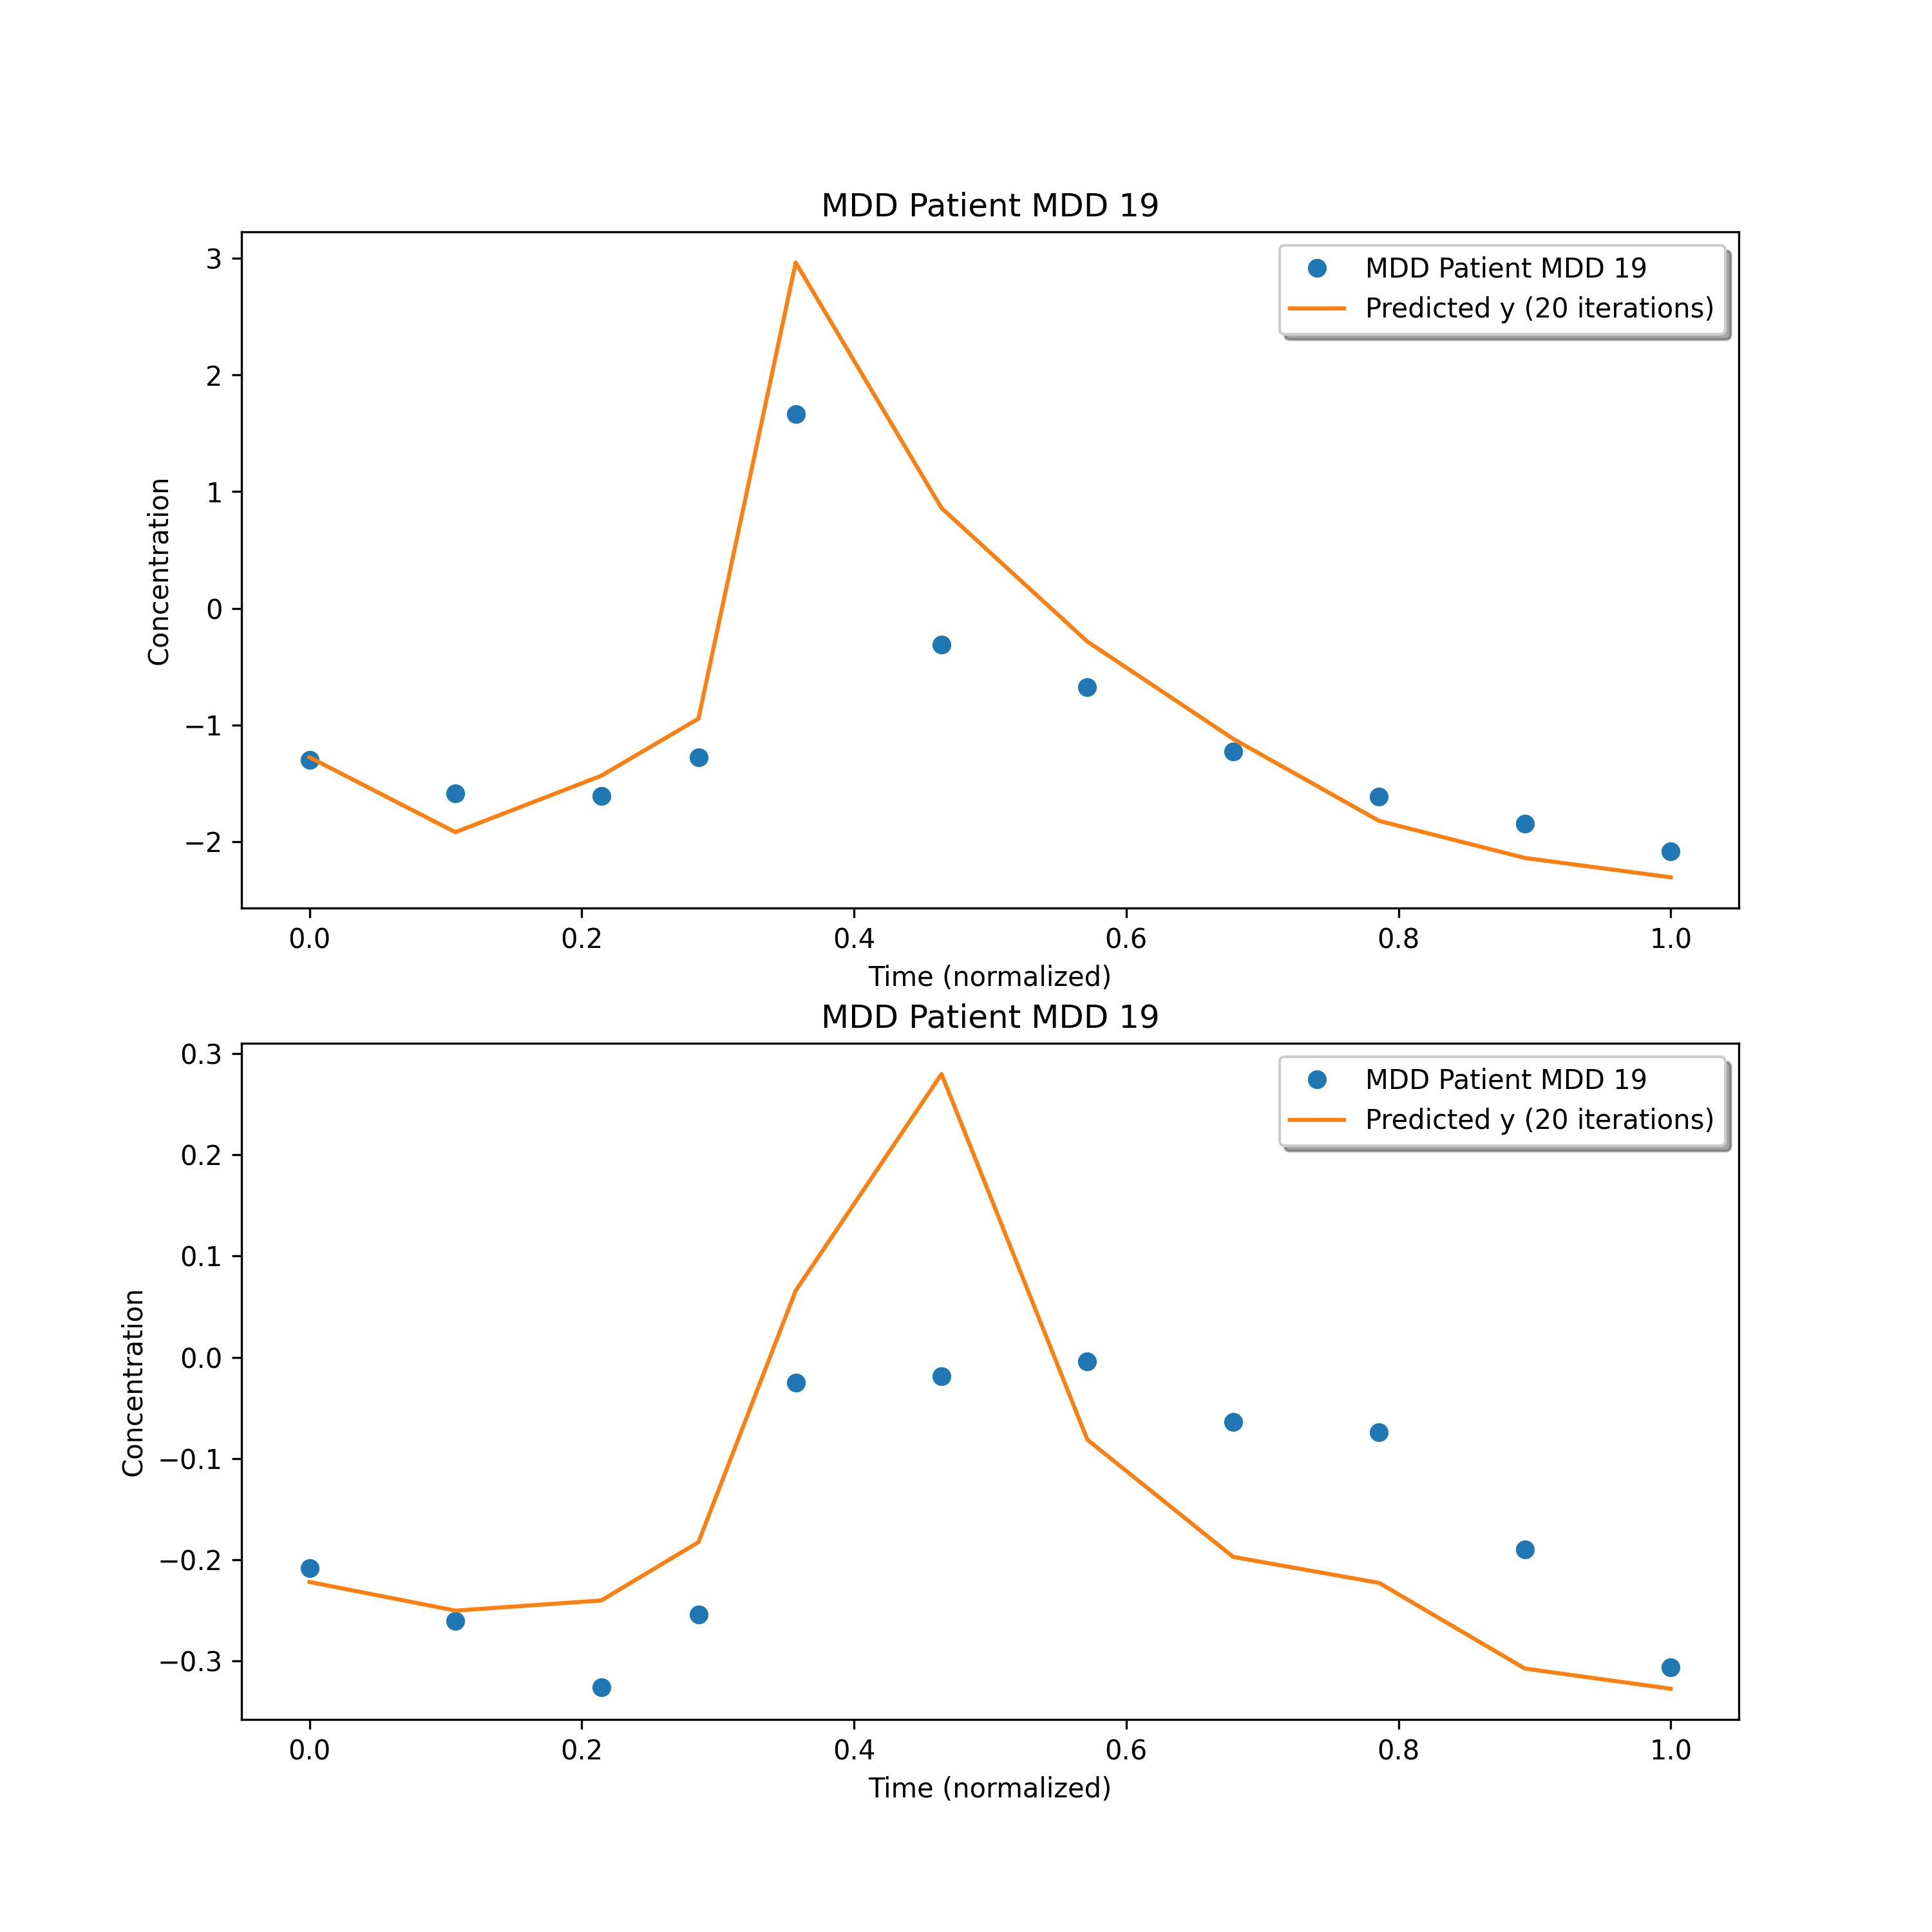 MDD Patient MDD 19
MDD Patient MDD 19
Predicted y (20 iterations)
3
2
1
0
−1
−2
Concentration
0.0 0.2 0.4 0.6 0.8 1.0
Time (normalized)
MDD Patient MDD 19
MDD Patient MDD 19
Predicted y (20 iterations)
0.3
0.2
0.1
0.0
−0.1
−0.2
−0.3
Concentration
0.0 0.2 0.4 0.6 0.8 1.0
Time (normalized)